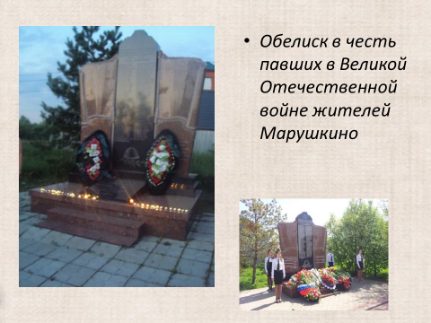 • Обелиск в честь
павших в Великой
Отечественной
войне жителей
Марушкино